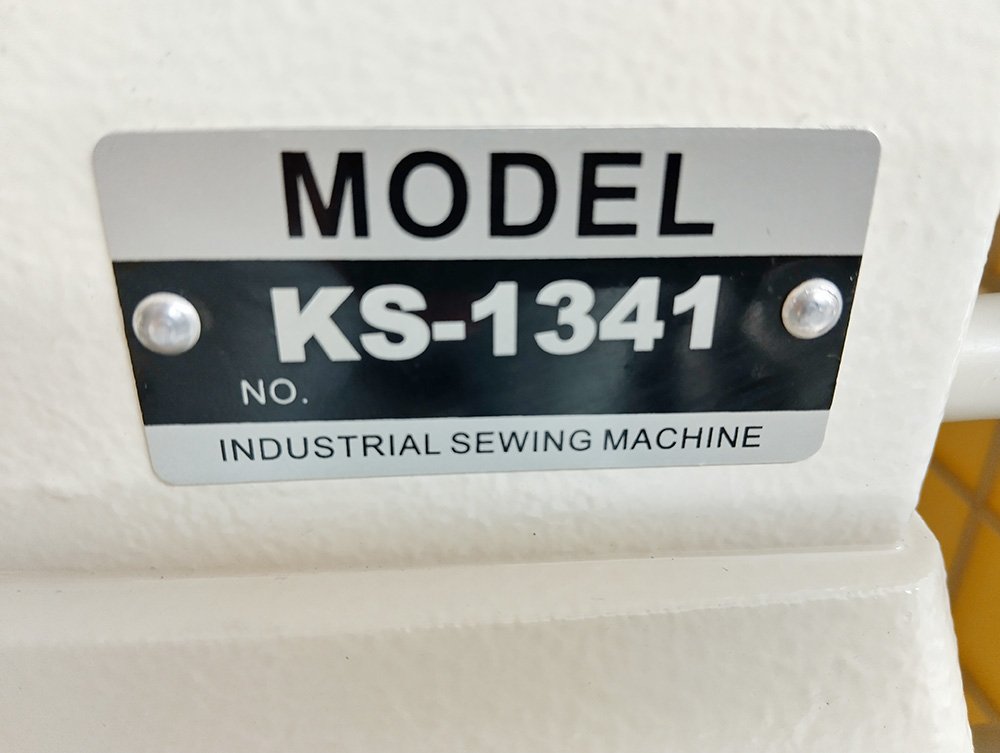 MODEL
KS-1341
NO.
INDUSTRIAL SEWING MACHINE